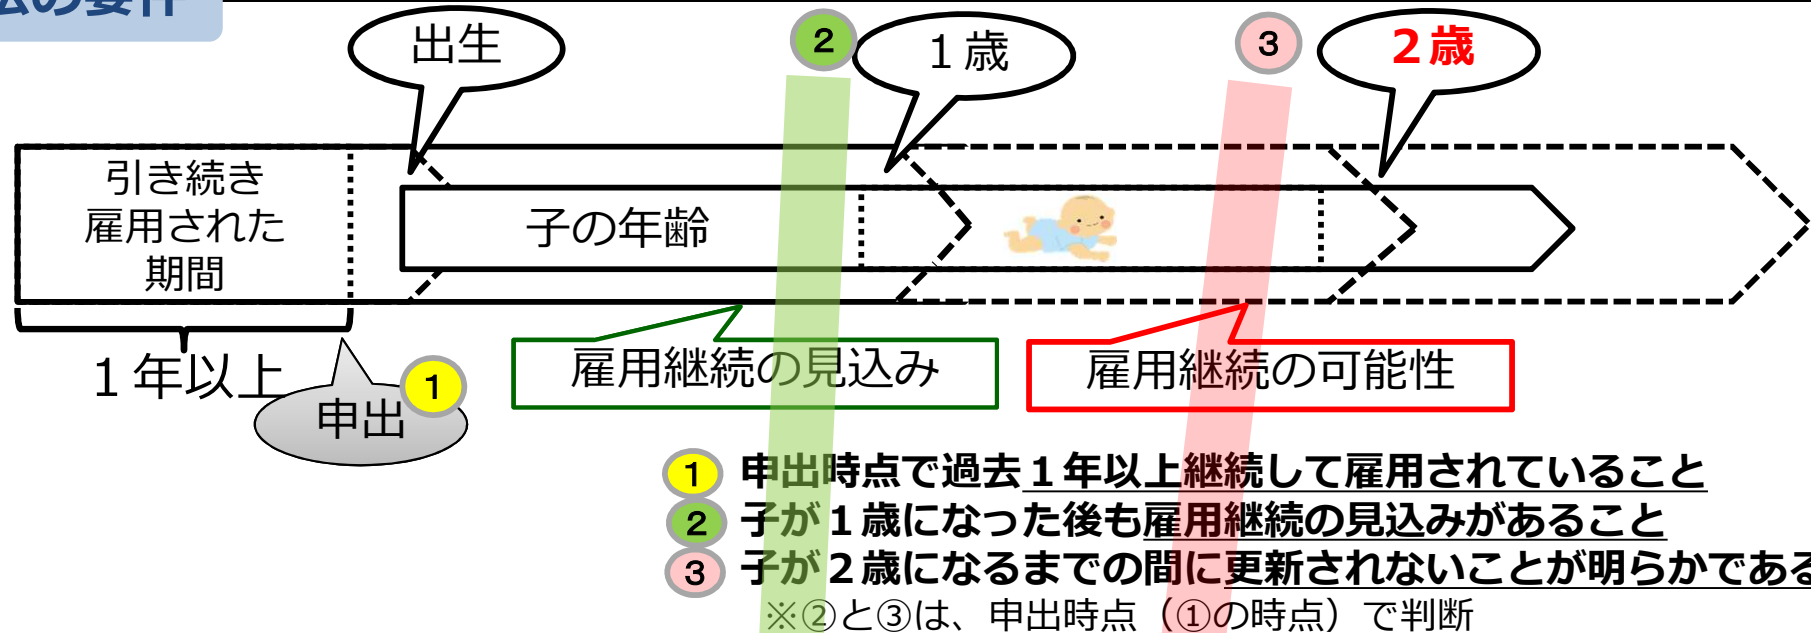 の要件
出生
２
１歳
３
２歳
引き続き
雇用された
期間
子の年齢
１年以上
申出
１
雇用継続の見込み
雇用継続の可能性
１ 申出時点で過去１年以上継続して雇用されていること
２ 子が１歳になった後も雇用継続の見込みがあること
３ 子が２歳になるまでの間に更新されないことが明らかである
※②と③は、申出時点（①の時点）で判断